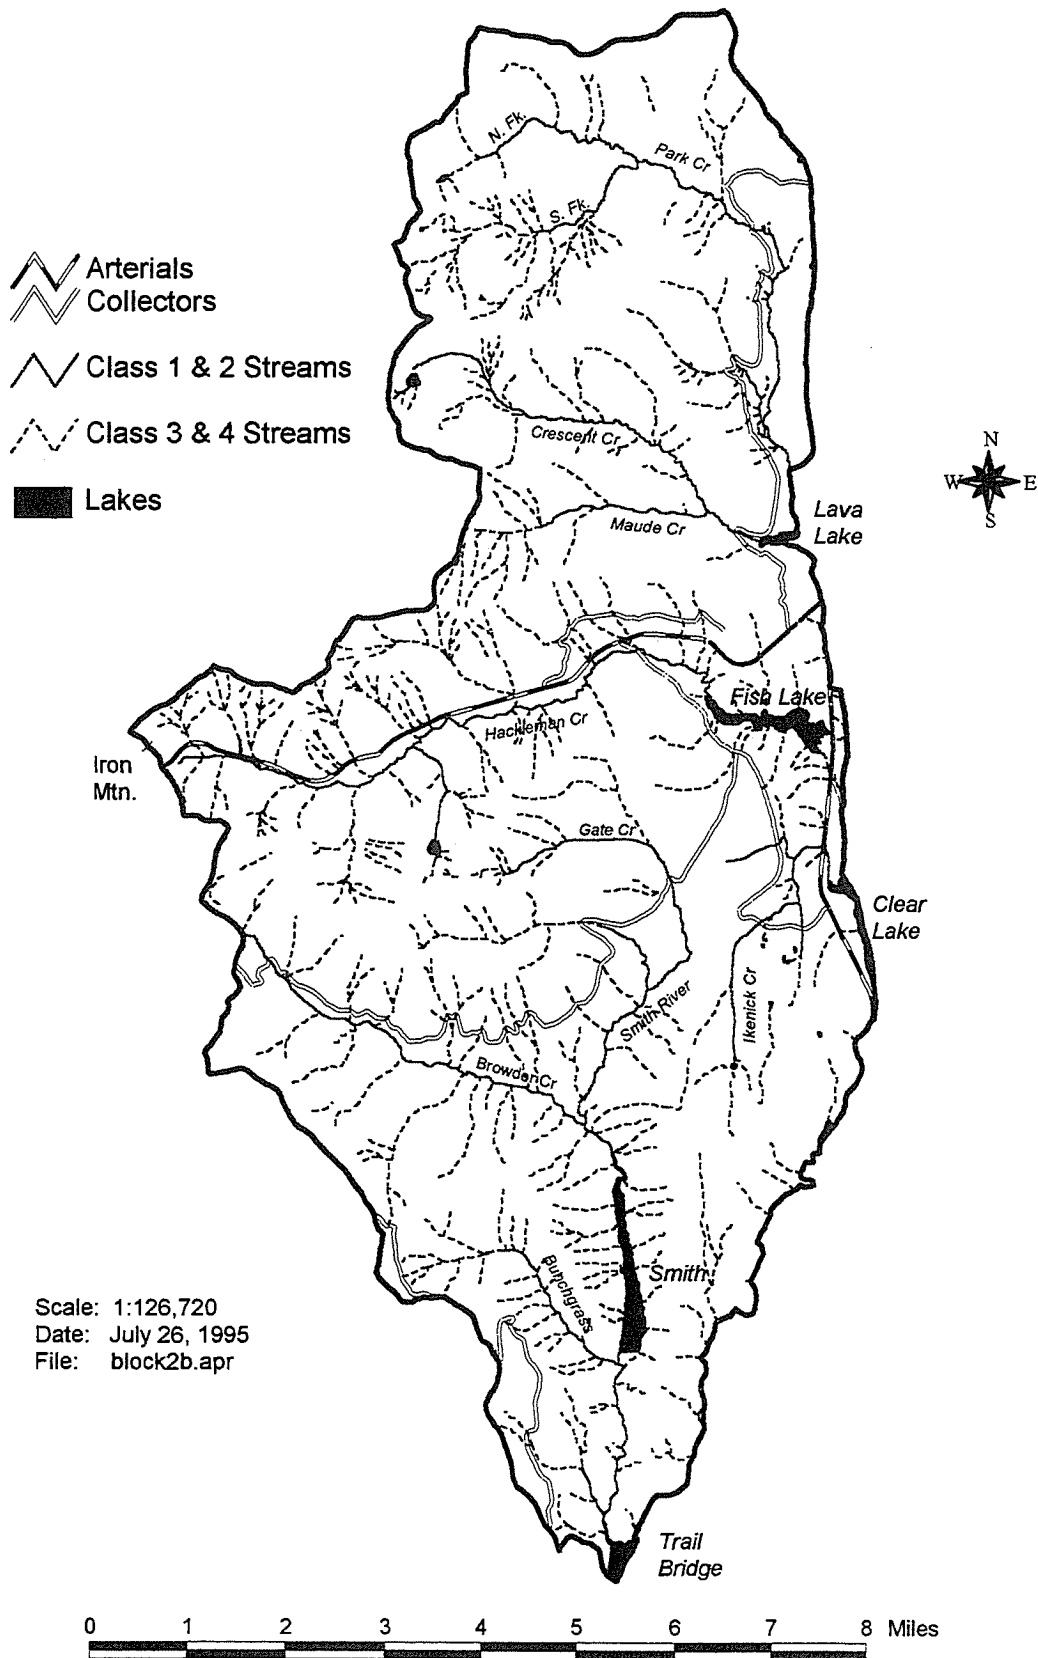 N. Fk.
Park Cr
S. Fk.
Arterials
Collectors
Class 1 & 2 Streams
Class 3 & 4 Streams
Lakes
Crescent Cr
N
W
E
S
Lava
Lake
Maude Cr
Fish Lake
Hackleman Cr
Iron
Mtn.
Gate Cr
Clear
Lake
Ikenick Cr
Smith River
Browder Cr
Bunchgrass
Smith
Scale: 1:126,720
Date: July 26, 1995
File: block2b.apr
Trail
Bridge
0 1 2 3 4 5 6 7 8 Miles